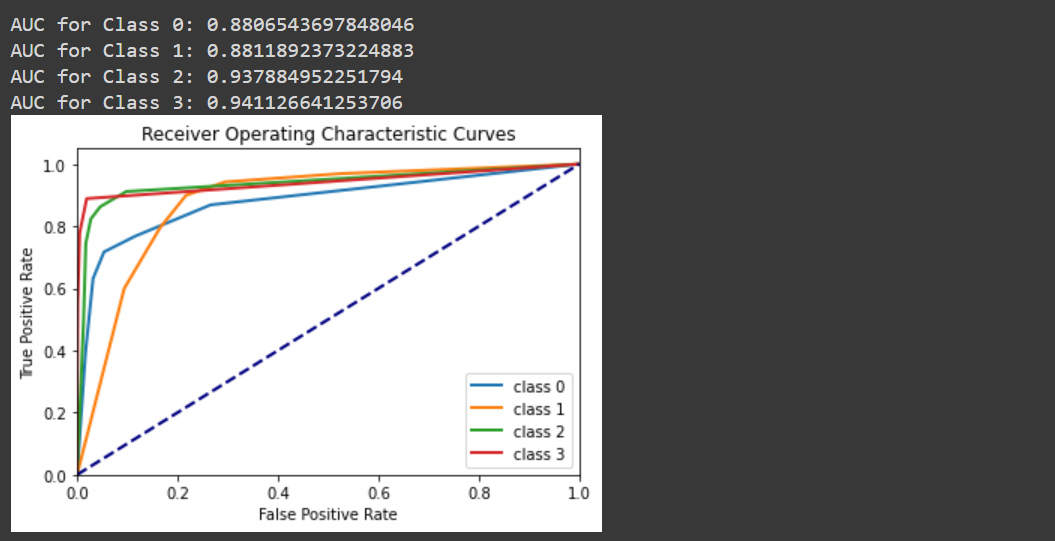 AUC for Class 0: 0.8806543697848046
AUC for Class 1: 0.8811892373224883
AUC for Class 2: 0.937884952251794
AUC for Class 3: 0.941126641253706
Receiver Operating Characteristic Curves
True Positive Rate
1.0
0.8
0.6
0.4
0.2
0.0
class 0
class 1
class 2
class 3
0.0 0.2 0.4 0.6 0.8 1.0
False Positive Rate